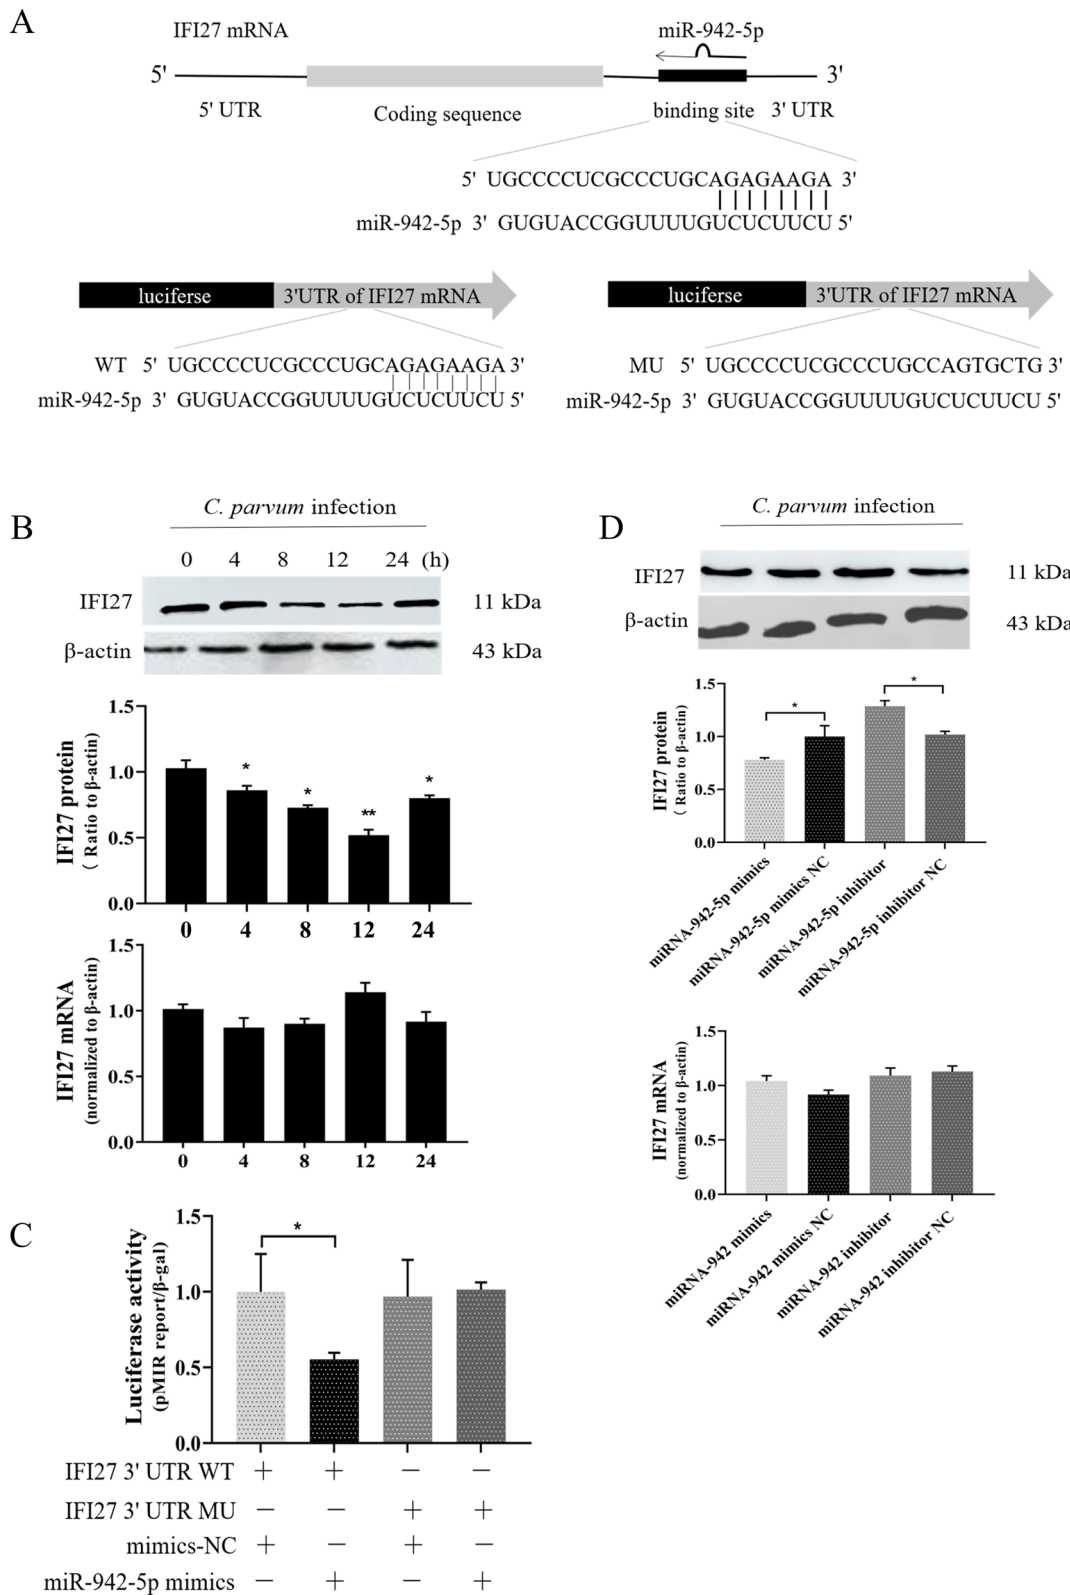 A
IFI27 mRNA
miR-942-5p
5' 3'
5' UTR Coding sequence binding site 3' UTR
5' UGCCCCUCGCCCUGCAGAGAAGA 3'
miR-942-5p 3' GUGUACCGGUUUUGUCUCUUCU 5'
luciferse 3'UTR of IFI27 mRNA
WT 5' UGCCCCUCGCCCUGCAGAGAAGA 3'
miR-942-5p 3' GUGUACCGGUUUUGUCUCUUCU 5'
luciferse 3'UTR of IFI27 mRNA
MU 5' UGCCCCUCGCCCUGCCAGTGCTG 3'
miR-942-5p 3' GUGUACCGGUUUUGUCUCUUCU 5'
B
C. parvum infection
0 4 8 12 24 (h)
IFI27 11 kDa
β-actin 43 kDa
IFI27 protein
( Ratio to β-actin)
1.5
1.0
0.5
0.0
* * ** *
0 4 8 12 24
IFI27 mRNA
(normalized to β-actin)
1.5
1.0
0.5
0.0
0 4 8 12 24
C
Luciferase activity
(pMIR report/β-gal)
1.5
1.0
0.5
0.0
*
IFI27 3' UTR WT + + − −
IFI27 3' UTR MU − − + +
mimics-NC + − + −
miR-942-5p mimics − + − +
D
C. parvum infection
IFI27 11 kDa
β-actin 43 kDa
IFI27 protein
( Ratio to β-actin)
1.5
1.0
0.5
0.0
* *
miRNA-942-5p mimics
miRNA-942-5p mimics NC
miRNA-942-5p inhibitor
miRNA-942-5p inhibitor NC
IFI27 mRNA
(normalized to β-actin)
1.5
1.0
0.5
0.0
miRNA-942 mimics
miRNA-942 mimics NC
miRNA-942 inhibitor
miRNA-942 inhibitor NC